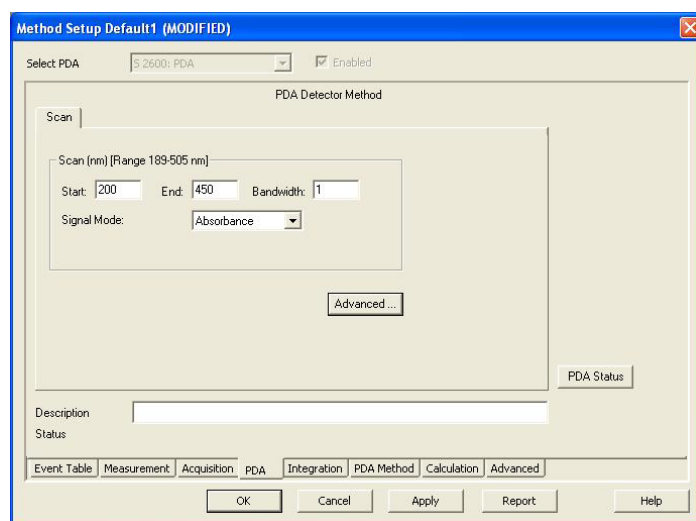 Method Setup Default1 (MODIFIED)
Select PDA S 2600: PDA Enabled
PDA Detector Method
Scan
Scan (nm) [Range 189-505 nm]
Start: 200 End: 450 Bandwidth: 1
Signal Mode: Absorbance
Advanced ...
PDA Status
Description
Status
Event Table Measurement Acquisition PDA Integration PDA Method Calculation Advanced
OK Cancel Apply Report Help